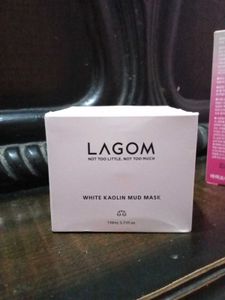 LAGOM
NOT TOO LITTLE, NOT TOO MUCH
WHITE KAOLIN MUD MASK